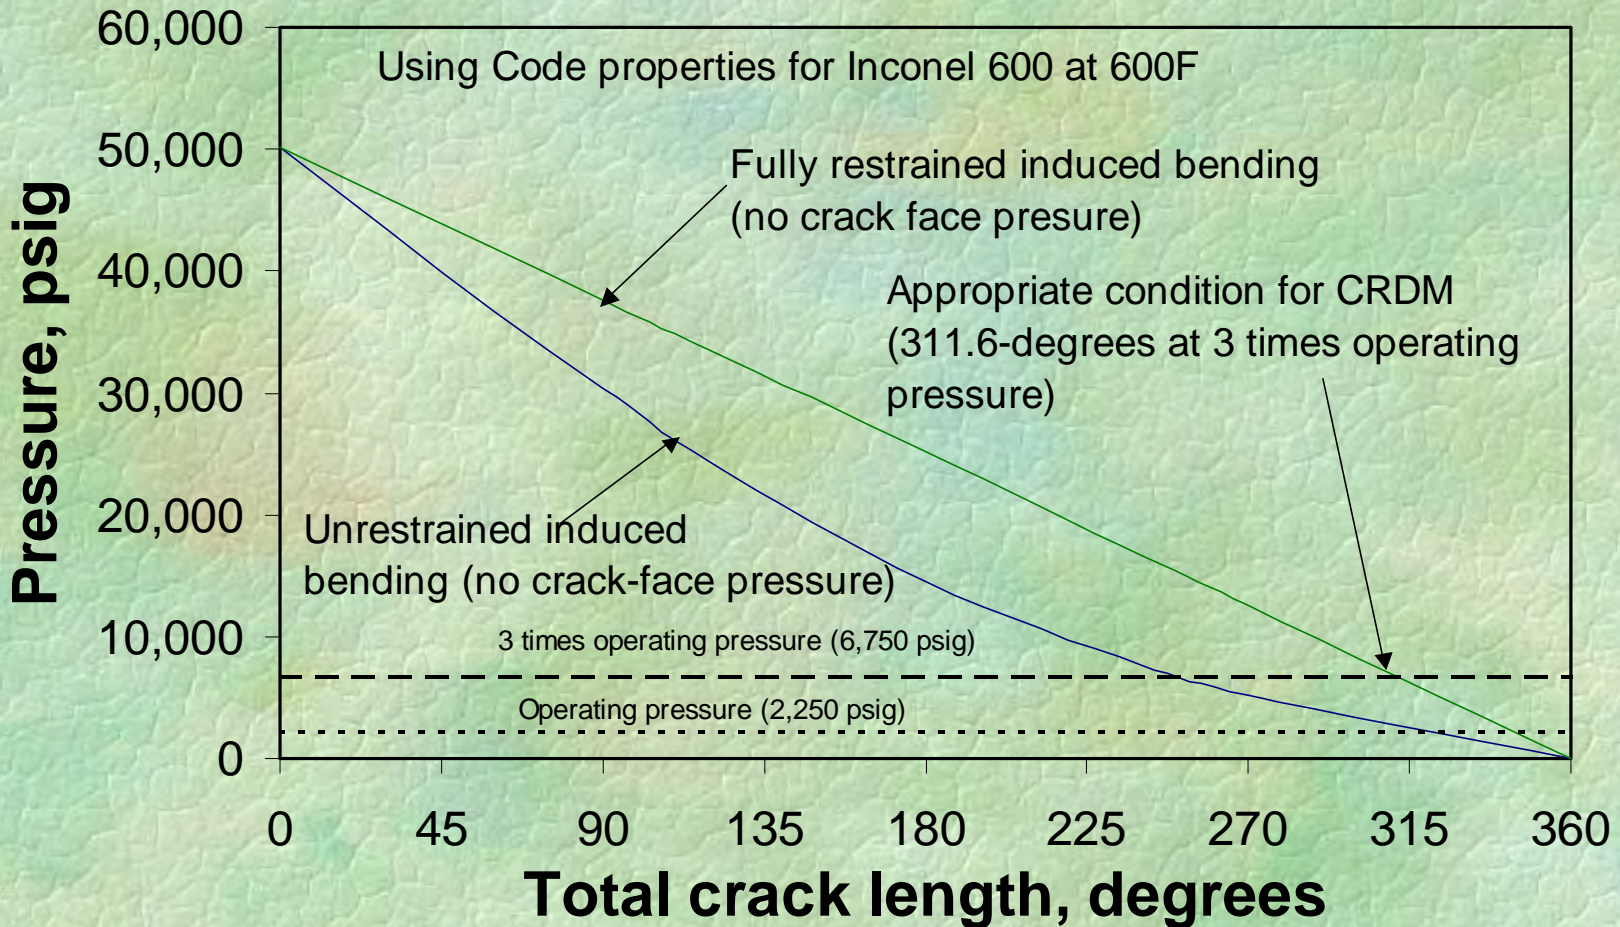 60,000
50,000
40,000
30,000
20,000
10,000
0
Pressure, psig
Using Code properties for Inconel 600 at 600F
Fully restrained induced bending
(no crack face presure)
Appropriate condition for CRDM
(311.6-degrees at 3 times operating
pressure)
Unrestrained induced
bending (no crack-face pressure)
3 times operating pressure (6,750 psig)
Operating pressure (2,250 psig)
0 45 90 135 180 225 270 315 360
Total crack length, degrees